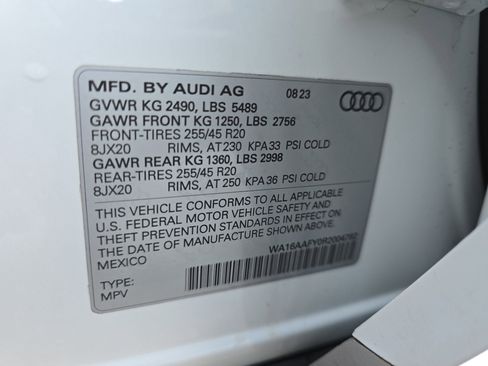 MFD. BY AUDI AG 08 23
GVWR KG 2490, LBS 5489
GAWR FRONT KG 1250, LBS 2756
FRONT-TIRES 255/45 R20
8JX20 RIMS, AT 230 KPA 33 PSI COLD
GAWR REAR KG 1360, LBS 2998
REAR-TIRES 255/45 R20
8JX20 RIMS, AT 250 KPA 36 PSI COLD
THIS VEHICLE CONFORMS TO ALL APPLICABLE
U.S. FEDERAL MOTOR VEHICLE SAFETY AND
THEFT PREVENTION STANDARDS IN EFFECT ON
THE DATE OF MANUFACTURE SHOWN ABOVE.
MEXICO WA16AAFY0R2004762
TYPE:
MPV